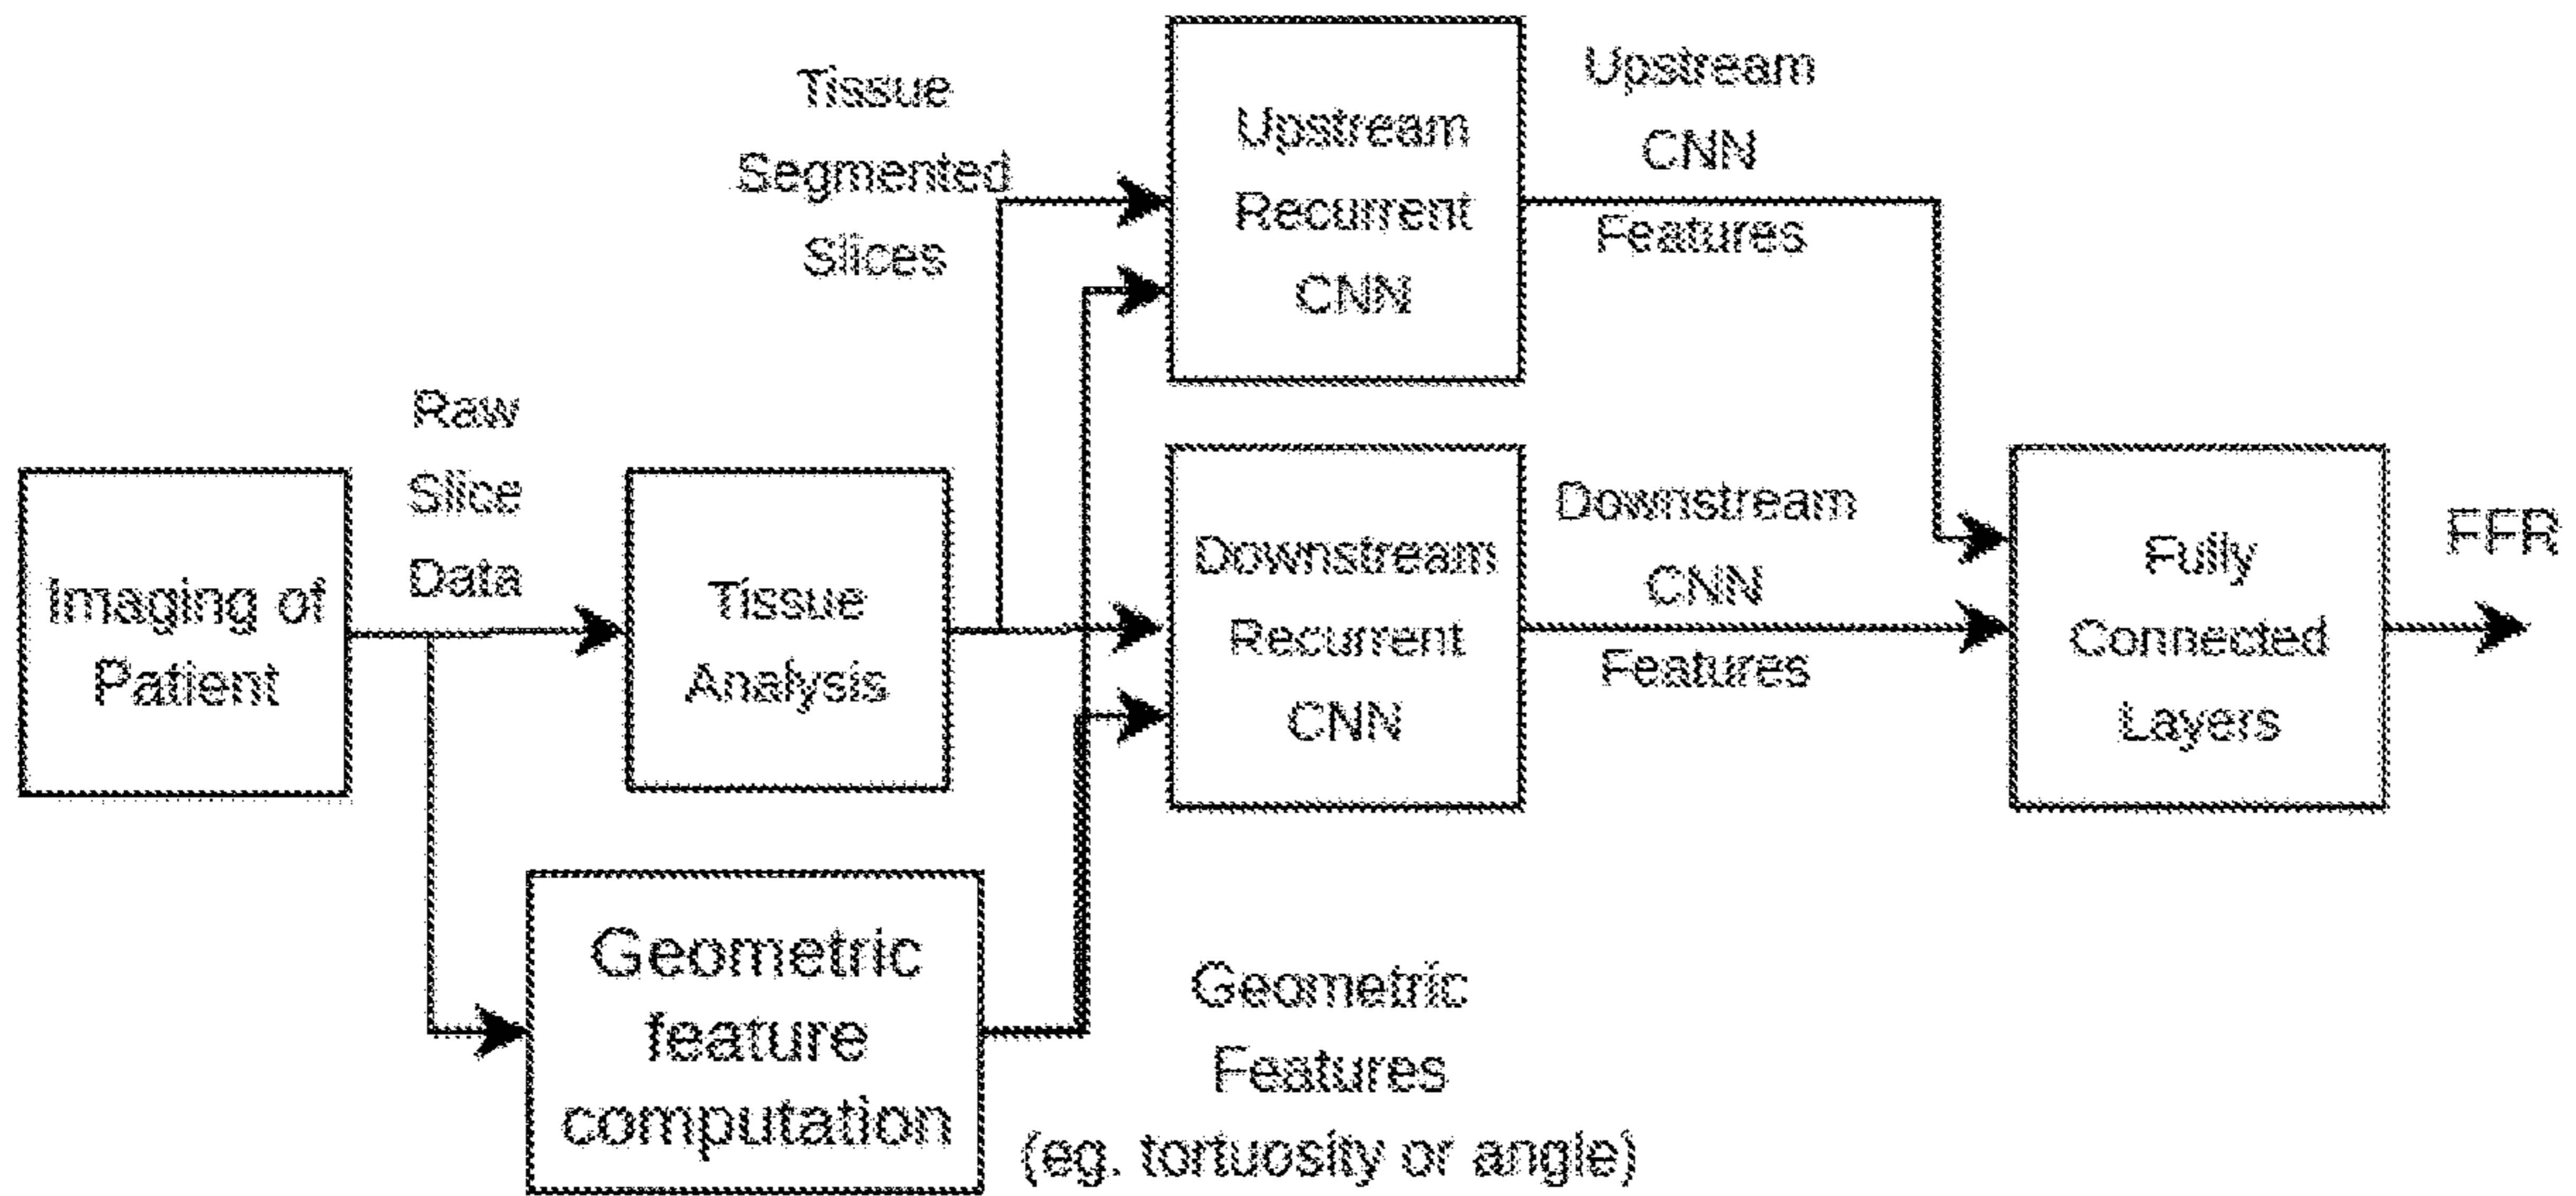 Tissue
Segmented
Slices
Upstream
Recurrent
CNN
Upstream
CNN
Features
Raw
Slice
Data
Imaging of
Patient
Tissue
Analysis
Downstream
Recurrent
CNN
Downstream
CNN
Features
Fully
Connected
Layers
FFR
Geometric
feature
computation
Geometric
Features
(eg. tortuosity or angle)